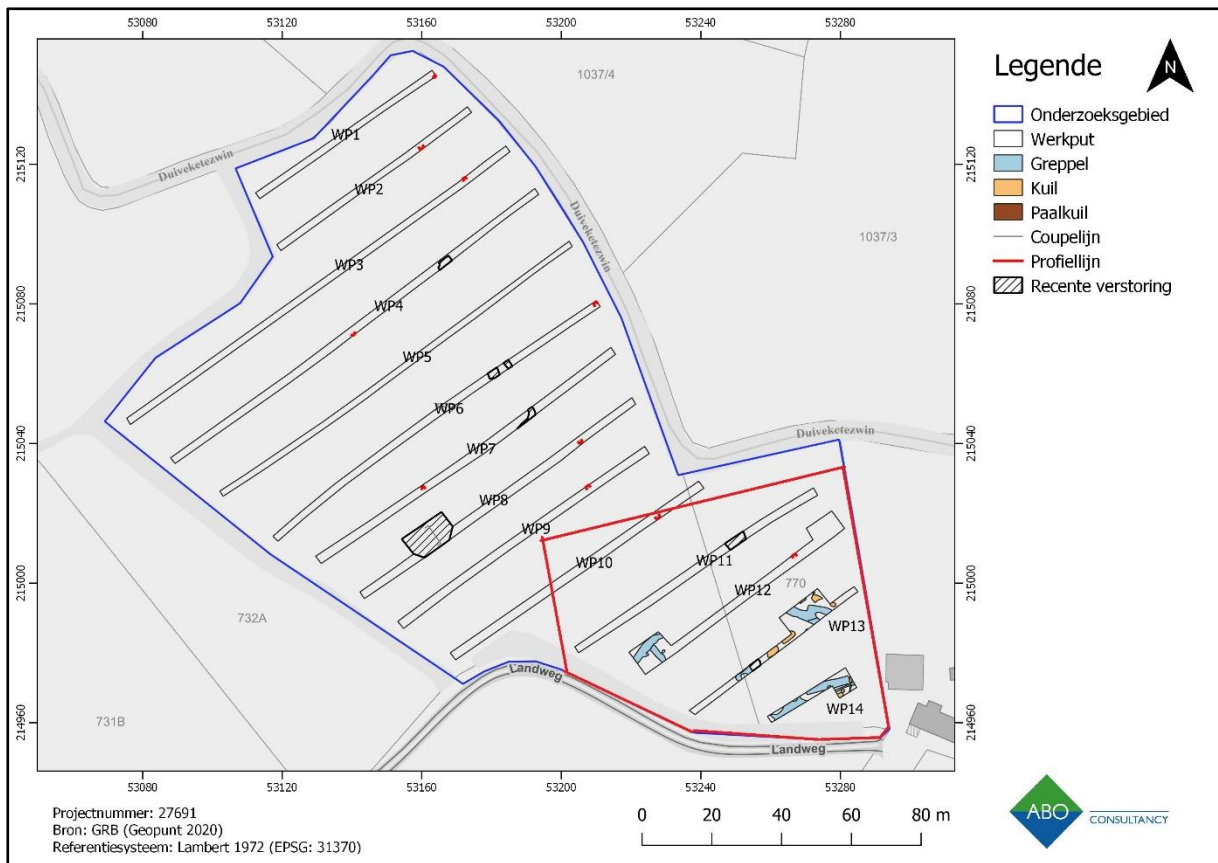 53080 53120 53160 53200 53240 53280
Legende
N
Onderzoeksgebied
Werkput
Greppel
Kuil
Paalkuil
Coupelijn
Profiellijn
Recente verstoring
215120
215080
215040
215000
214960
215120
215080
215040
215000
214960
1037/4
1037/3
Duiveketezwin
Duiveketezwin
Duiveketezwin
WP1
WP2
WP3
WP4
WP5
WP6
WP7
WP8
WP9
WP10
WP11
WP12
770
WP13
WP14
732A
731B
Landweg
Landweg
53080 53120 53160 53200 53240 53280
Projectnummer: 27691
Bron: GRB (Geopunt 2020)
Referentiesysteem: Lambert 1972 (EPSG: 31370)
0 20 40 60 80 m
ABO CONSULTANCY